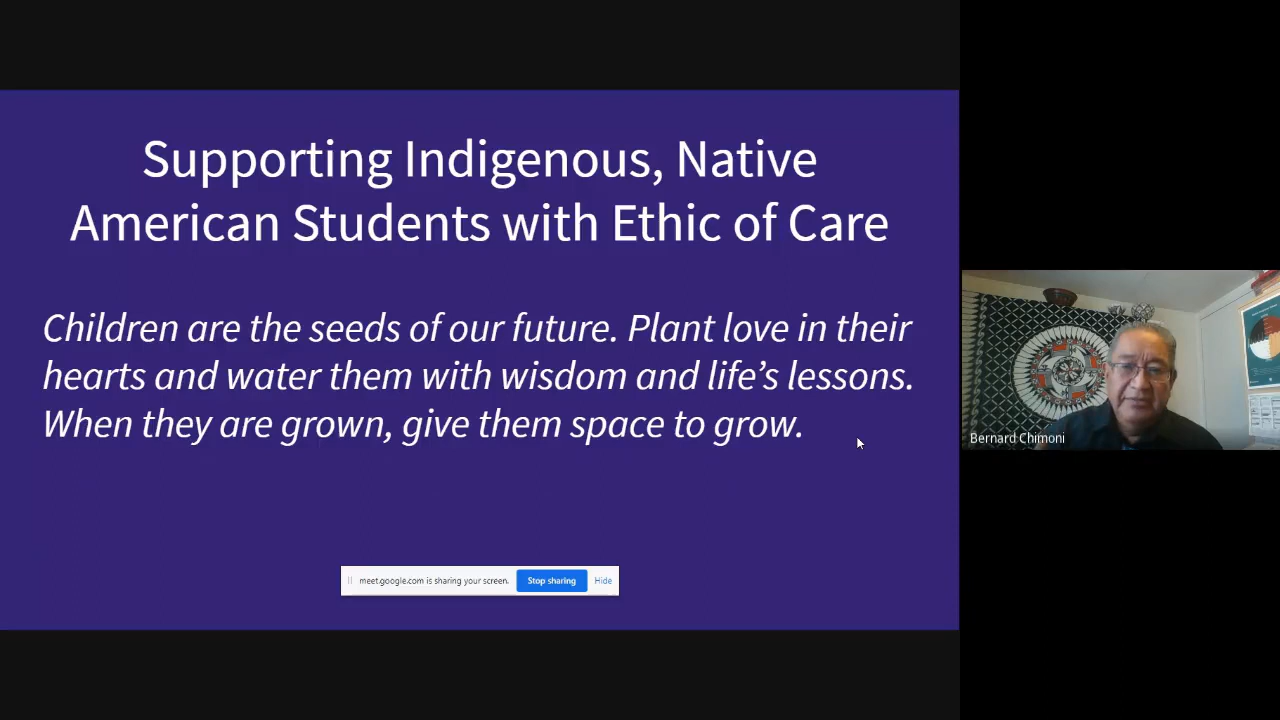 Supporting Indigenous, Native
American Students with Ethic of Care
Children are the seeds of our future. Plant love in their
hearts and water them with wisdom and life's lessons.
When they are grown, give them space to grow.
meet.google.com is sharing your screen. Stop sharing Hide
Bernard Chimoni